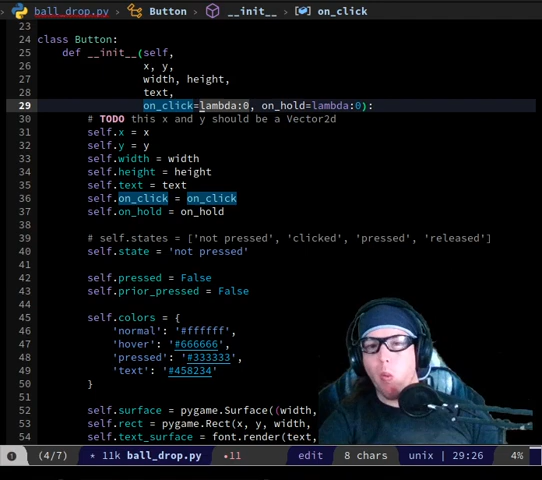 ball_drop.py > Button > __init__ > on_click
23
24 class Button:
25     def __init__(self,
26                  x, y,
27                  width, height,
28                  text,
29                  on_click=lambda:0, on_hold=lambda:0):
30         # TODO this x and y should be a Vector2d
31         self.x = x
32         self.y = y
33         self.width = width
34         self.height = height
35         self.text = text
36         self.on_click = on_click
37         self.on_hold = on_hold
38
39         # self.states = ['not pressed', 'clicked', 'pressed', 'released']
40         self.state = 'not pressed'
41
42         self.pressed = False
43         self.prior_pressed = False
44
45         self.colors = {
46             'normal': '#ffffff',
47             'hover': '#666666',
48             'pressed': '#333333',
49             'text': '#458234'
50         }
51
52         self.surface = pygame.Surface((width,
53         self.rect = pygame.Rect(x, y, width,
54         self.text_surface = font.render(text,
(4/7) * 11k ball_drop.py •11 edit 8 chars unix | 29:26 4%